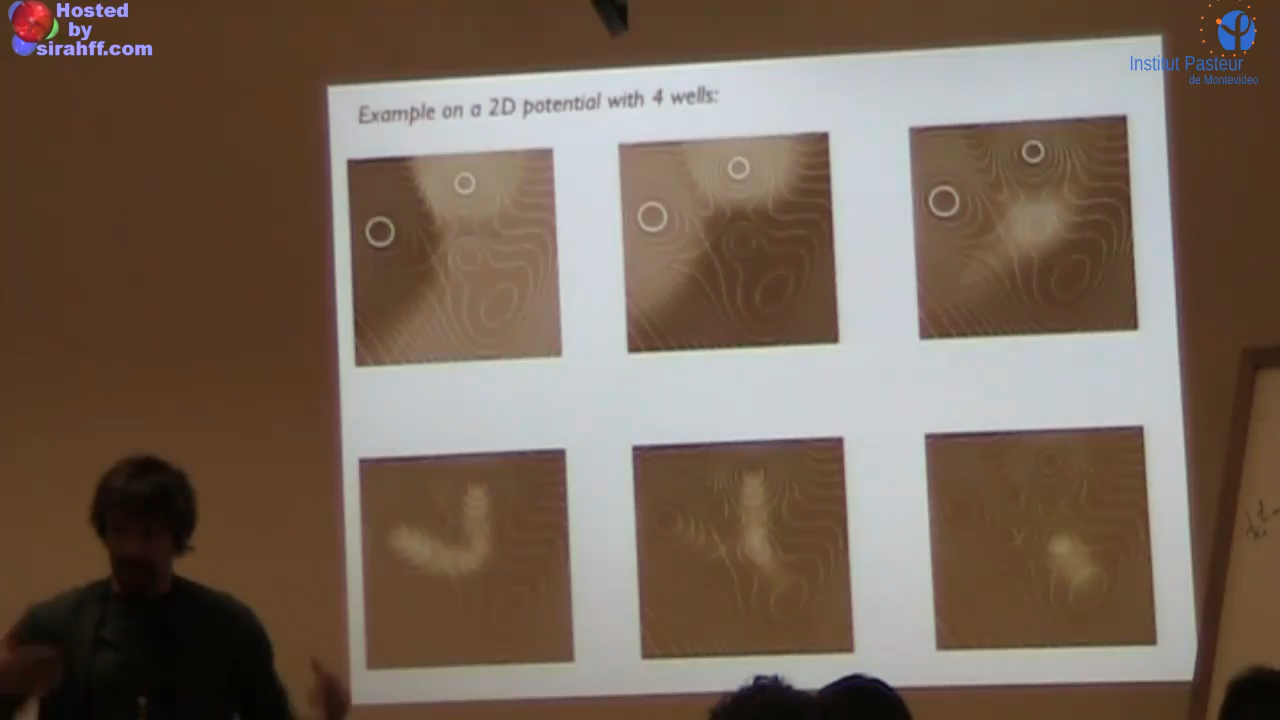 Hosted
by
sirahff.com
Institut Pasteur
de Montevideo
Example on a 2D potential with 4 wells: